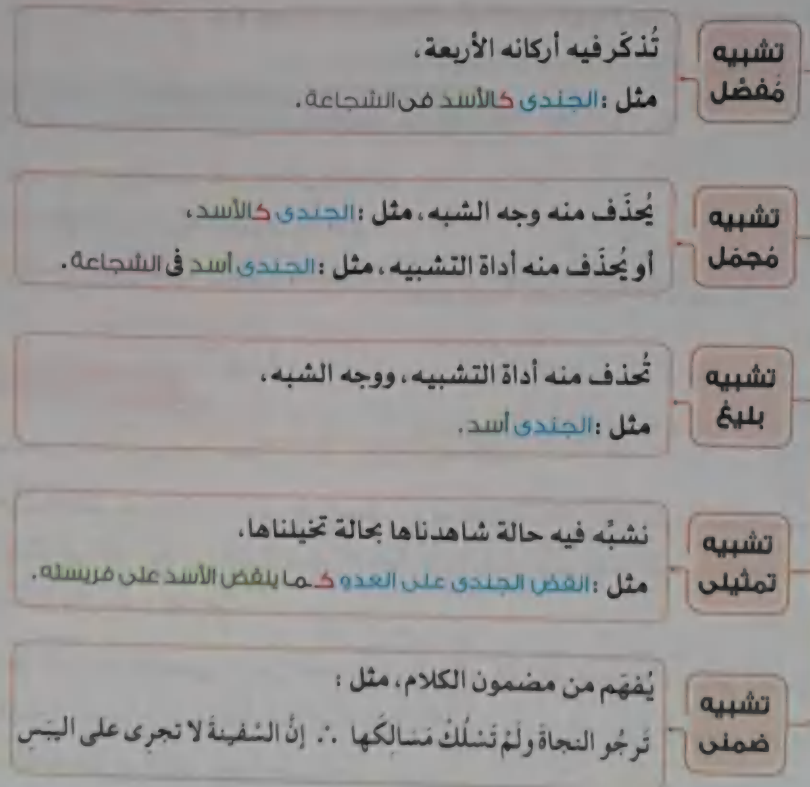 تشبيه
مُفصَّل
تُذكَر فيه أركانه الأربعة،
مثل : الجندى كالأسد فى الشجاعة.
تشبيه
مُجمَل
يُحذَف منه وجه الشبه، مثل : الجندى كالأسد،
أو يُحذَف منه أداة التشبيه، مثل : الجندى أسد فى الشجاعة.
تشبيه
بليغ
تُحذف منه أداة التشبيه، ووجه الشبه،
مثل : الجندى أسد.
تشبيه
تمثيلى
نشبِّه فيه حالة شاهدناها بحالة تخيلناها،
مثل : انقض الجندى على العدو كـما ينقض الأسد على فريسته.
تشبيه
ضمنى
يُفهَم من مضمون الكلام، مثل :
تَرجُو النجاةَ ولَمْ تَسْلُكْ مَسَالِكَها ∴ إنَّ السَّفينةَ لا تجرِى على اليَبَسِ